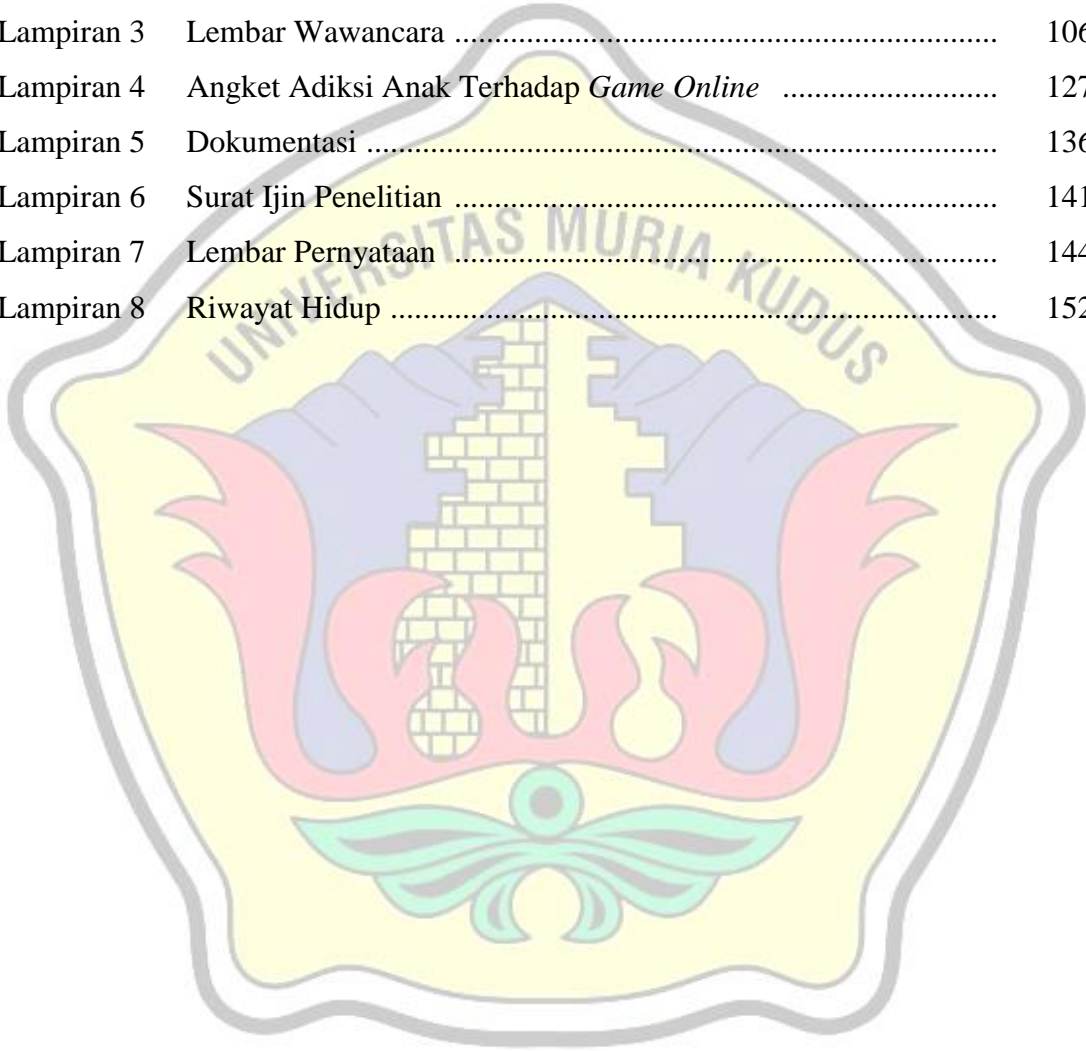 Lampiran 3 Lembar Wawancara ................................................................ 106
Lampiran 4 Angket Adiksi Anak Terhadap Game Online ......................... 127
Lampiran 5 Dokumentasi ........................................................................... 136
Lampiran 6 Surat Ijin Penelitian ................................................................ 141
Lampiran 7 Lembar Pernyataan ................................................................ 144
Lampiran 8 Riwayat Hidup ........................................................................ 152
UNIVERSITAS MURIA KUDUS